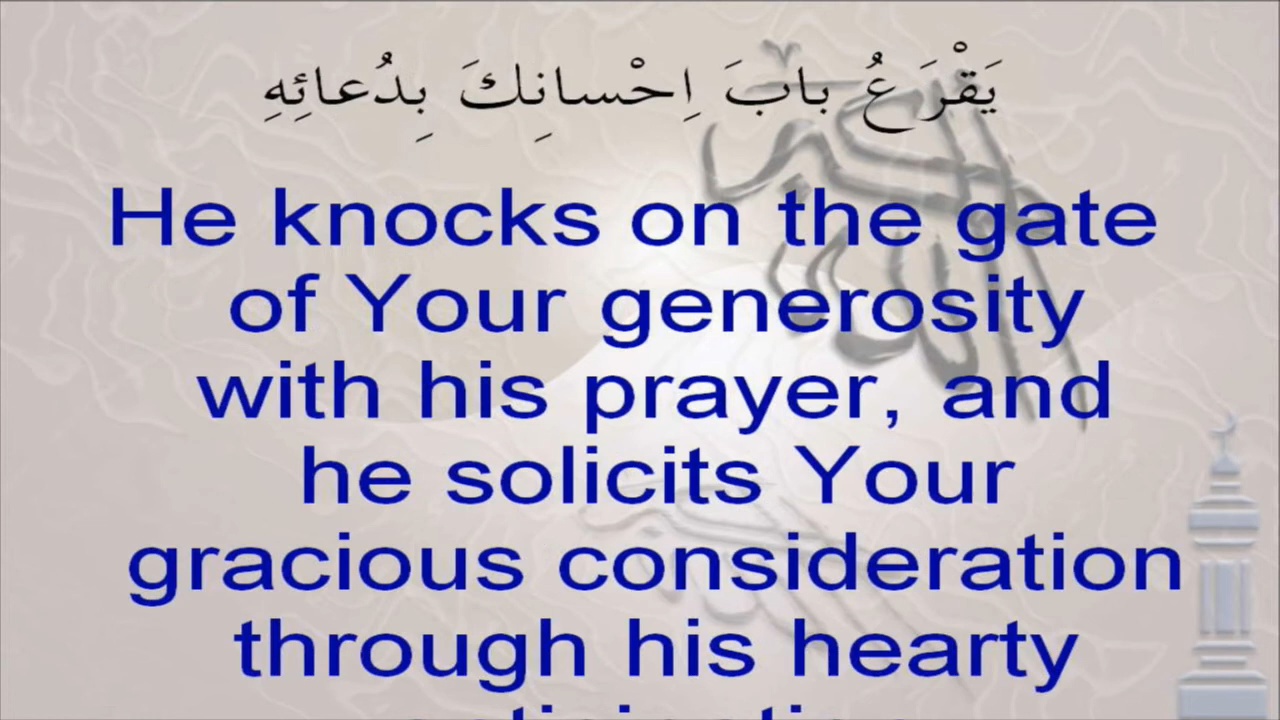 يَقْرَعُ بابَ اِحْسانِكَ بِدُعائِهِ
He knocks on the gate
of Your generosity
with his prayer, and
he solicits Your
gracious consideration
through his hearty